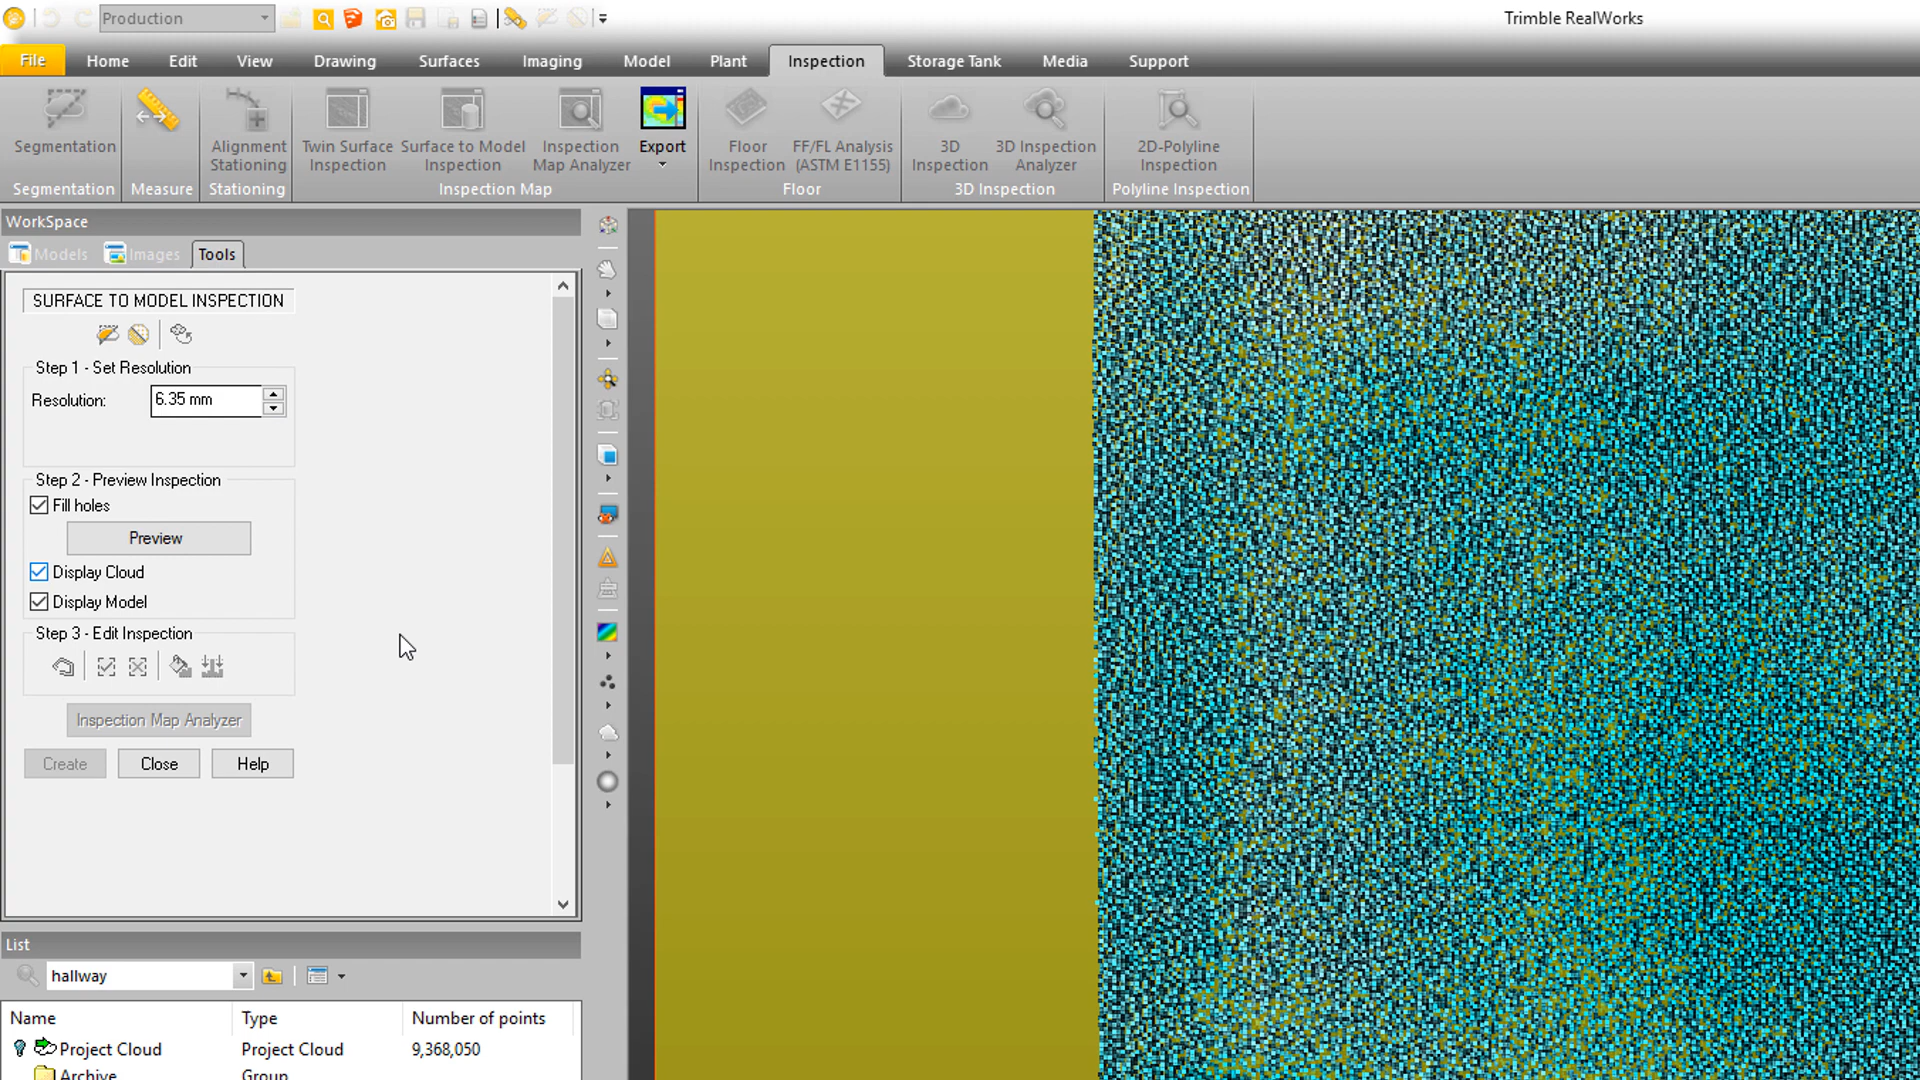 Production
Trimble RealWorks
File Home Edit View Drawing Surfaces Imaging Model Plant Inspection Storage Tank Media Support
Segmentation
Alignment Stationing
Twin Surface Inspection
Surface to Model Inspection
Inspection Map Analyzer
Export
Floor Inspection
FF/FL Analysis (ASTM E1155)
3D Inspection
3D Inspection Analyzer
2D-Polyline Inspection
Segmentation Measure Stationing Inspection Map Floor 3D Inspection Polyline Inspection
WorkSpace
Models Images Tools
SURFACE TO MODEL INSPECTION
Step 1 - Set Resolution
Resolution: 6.35 mm
Step 2 - Preview Inspection
Fill holes
Preview
Display Cloud
Display Model
Step 3 - Edit Inspection
Inspection Map Analyzer
Create Close Help
List
hallway
Name Type Number of points
Project Cloud Project Cloud 9,368,050
Archive Group